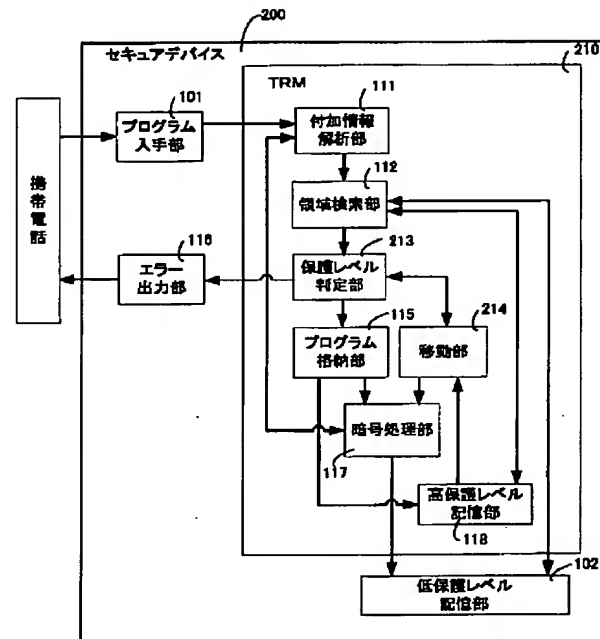 200
セキュアデバイス
210
TRM
101
プログラム
入手部
111
付加情報
解析部
携帯電話
112
領域検索部
116
エラー
出力部
213
保護レベル
判定部
115
プログラム
格納部
214
移動部
暗号処理部
117
高保護レベル
記憶部
118
102
低保護レベル
記憶部